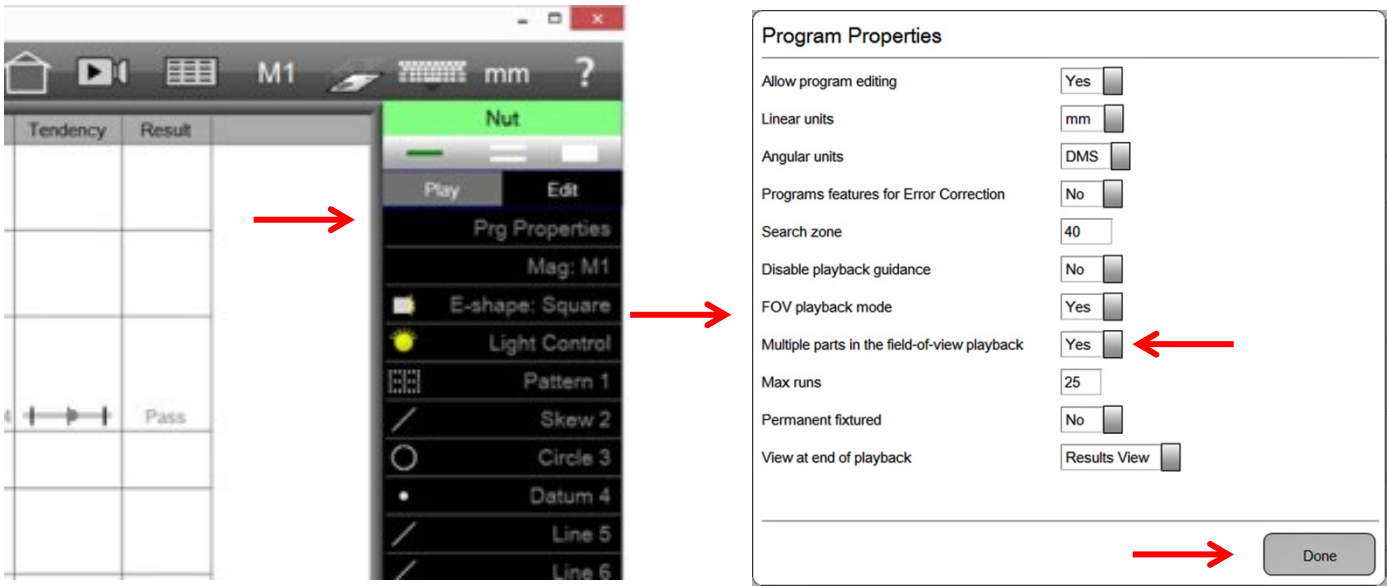 M1 mm ?
Nut
Tendency Result
Play Edit
Prg Properties
Mag: M1
E-shape: Square
Light Control
Pattern 1
Skew 2
Pass
Circle 3
Datum 4
Line 5
Line 6
Program Properties
Allow program editing Yes
Linear units mm
Angular units DMS
Programs features for Error Correction No
Search zone 40
Disable playback guidance No
FOV playback mode Yes
Multiple parts in the field-of-view playback Yes
Max runs 25
Permanent fixtured No
View at end of playback Results View
Done